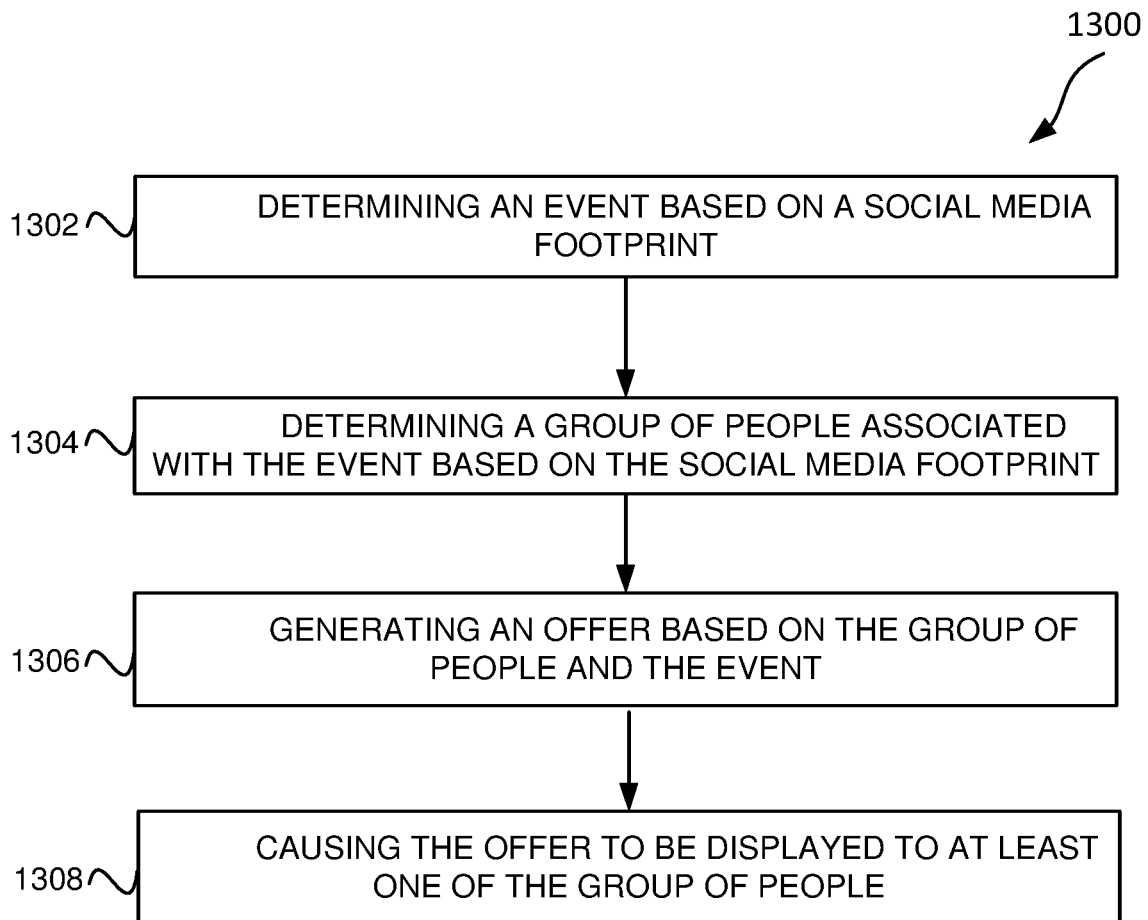 1300
1302
DETERMINING AN EVENT BASED ON A SOCIAL MEDIA
FOOTPRINT
1304
DETERMINING A GROUP OF PEOPLE ASSOCIATED
WITH THE EVENT BASED ON THE SOCIAL MEDIA FOOTPRINT
1306
GENERATING AN OFFER BASED ON THE GROUP OF
PEOPLE AND THE EVENT
1308
CAUSING THE OFFER TO BE DISPLAYED TO AT LEAST
ONE OF THE GROUP OF PEOPLE